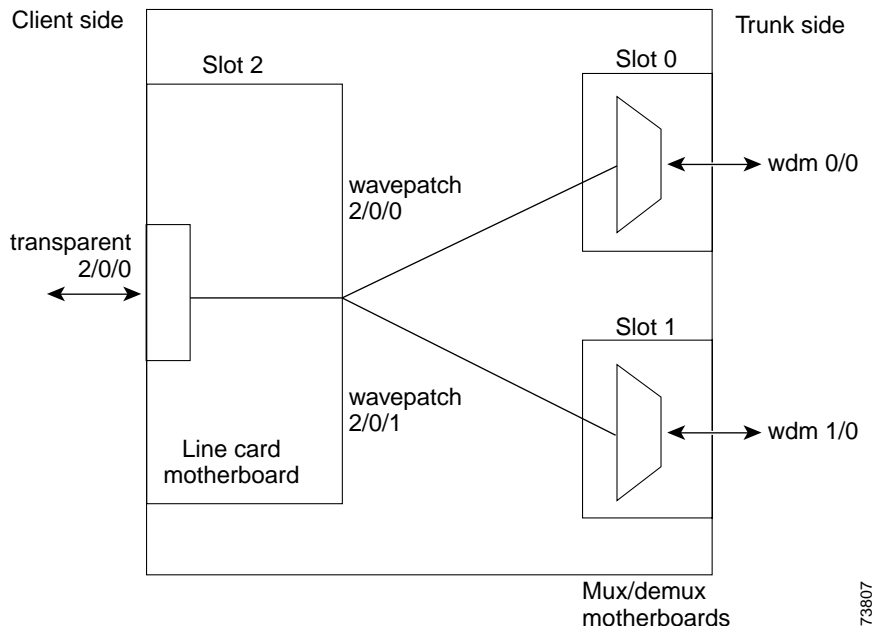 Client side
Trunk side
Slot 2
Slot 0
wavepatch
2/0/0
wdm 0/0
transparent
2/0/0
Slot 1
wavepatch
2/0/1
wdm 1/0
Line card
motherboard
Mux/demux
motherboards
73807